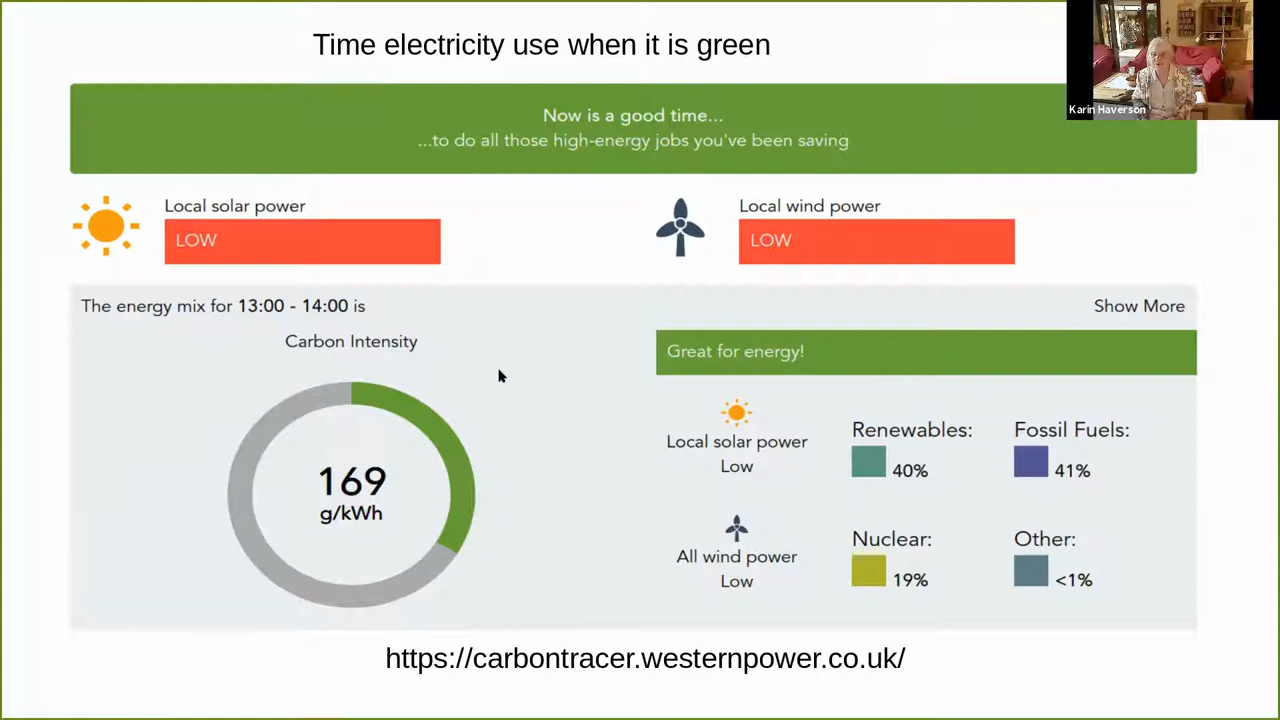 Time electricity use when it is green
Karin Haverson
Now is a good time...
...to do all those high-energy jobs you've been saving
Local solar power
LOW
Local wind power
LOW
The energy mix for 13:00 - 14:00 is
Show More
Carbon Intensity
169
g/kWh
Great for energy!
Local solar power
Low
Renewables:
40%
Fossil Fuels:
41%
All wind power
Low
Nuclear:
19%
Other:
<1%
https://carbontracer.westernpower.co.uk/